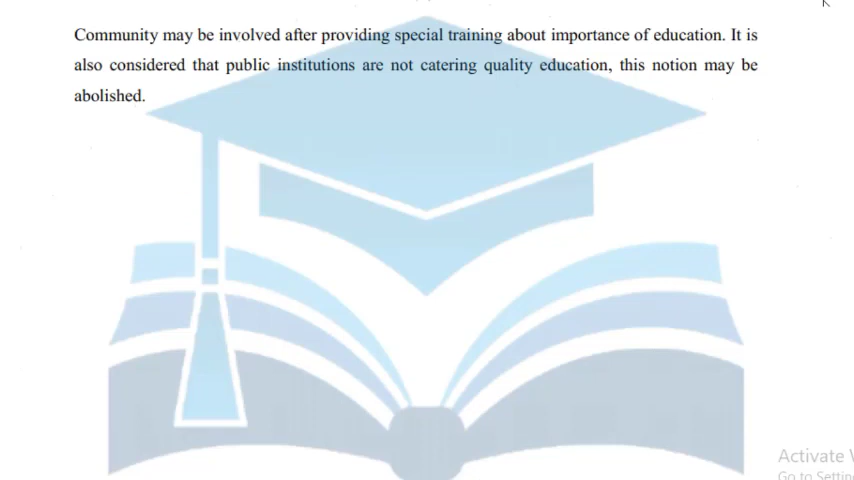 Community may be involved after providing special training about importance of education. It is
also considered that public institutions are not catering quality education, this notion may be
abolished.
Activate
Go to